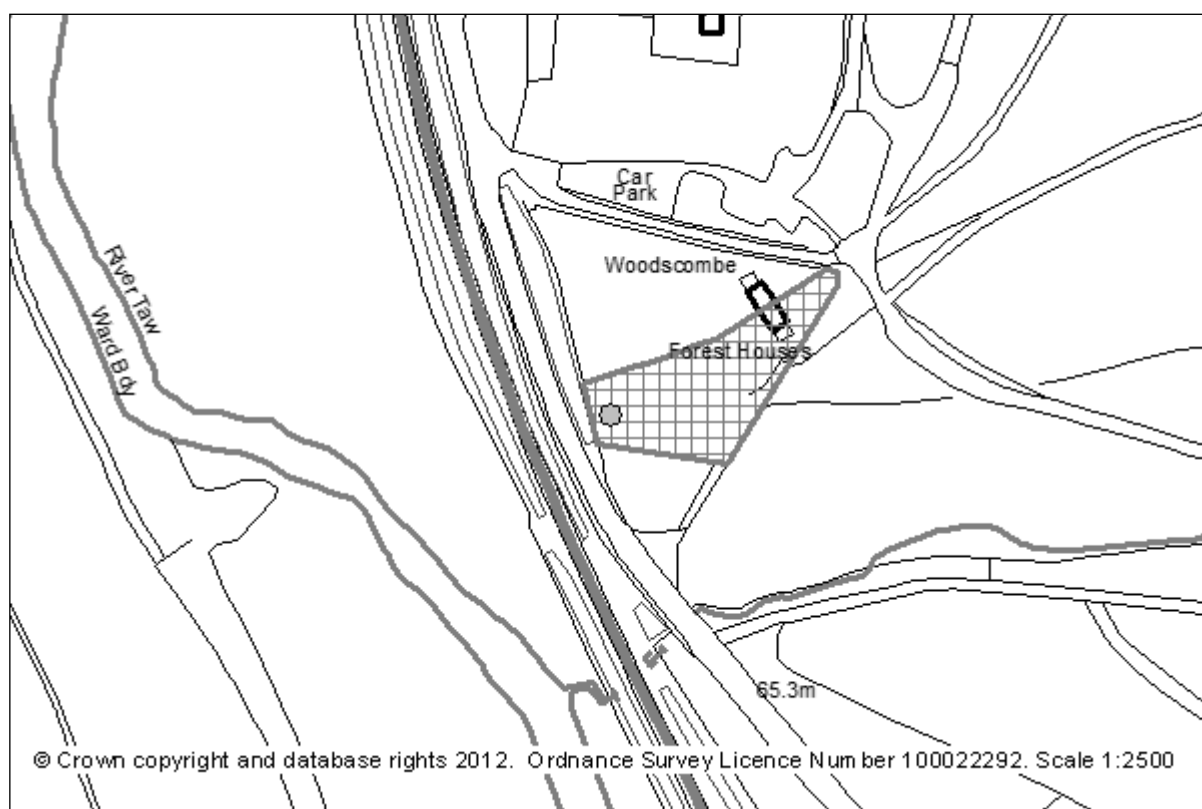 Car
Park
Woodscombe
River Taw
Ward Bdy
Forest Houses
65.3m
© Crown copyright and database rights 2012. Ordnance Survey Licence Number 100022292. Scale 1:2500